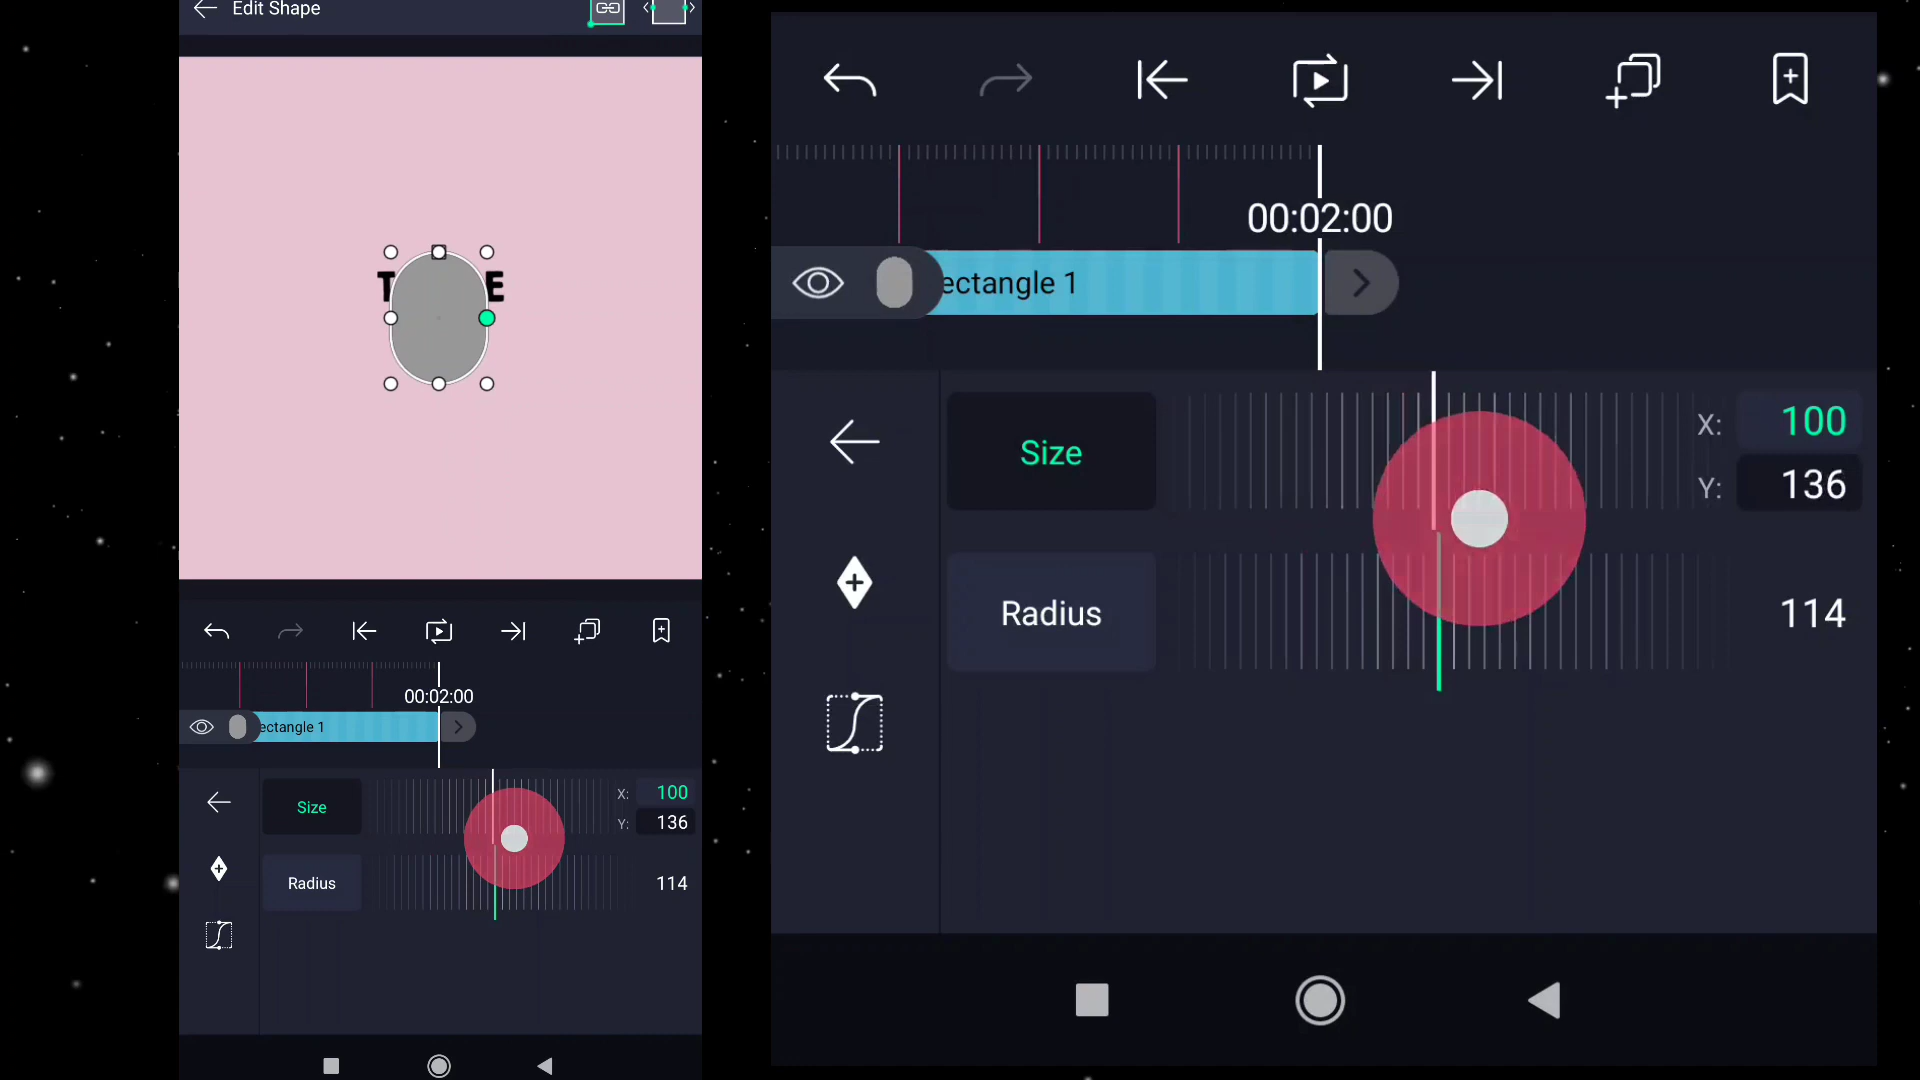 Edit Shape
T E
00:02:00
ectangle 1
Size
X: 100
Y: 136
Radius
114
00:02:00
ectangle 1
Size
X: 100
Y: 136
Radius
114